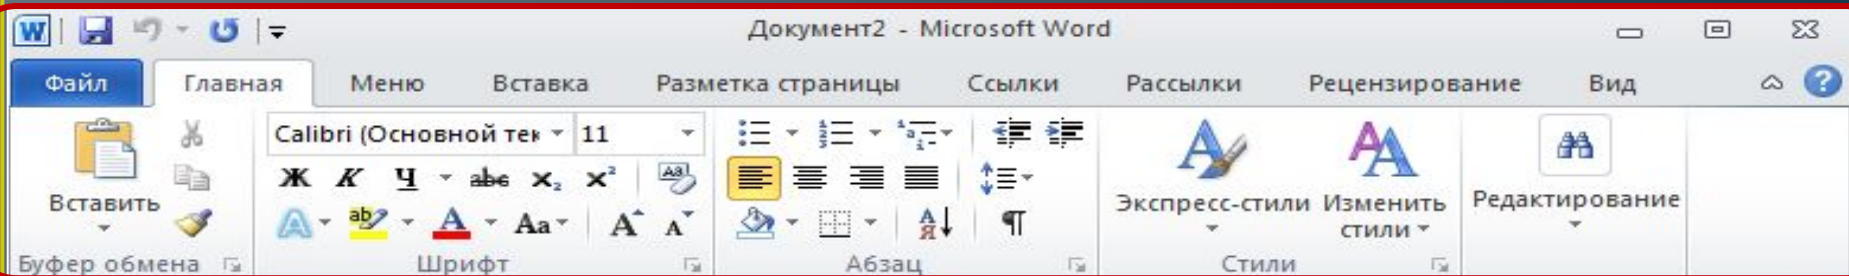 Документ2 - Microsoft Word
Файл Главная Меню Вставка Разметка страницы Ссылки Рассылки Рецензирование Вид
Calibri (Основной тек 11
Ж К Ч abc x₂ x²
Вставить
Aa A A
Экспресс-стили Изменить стили Редактирование
Буфер обмена Шрифт Абзац Стили